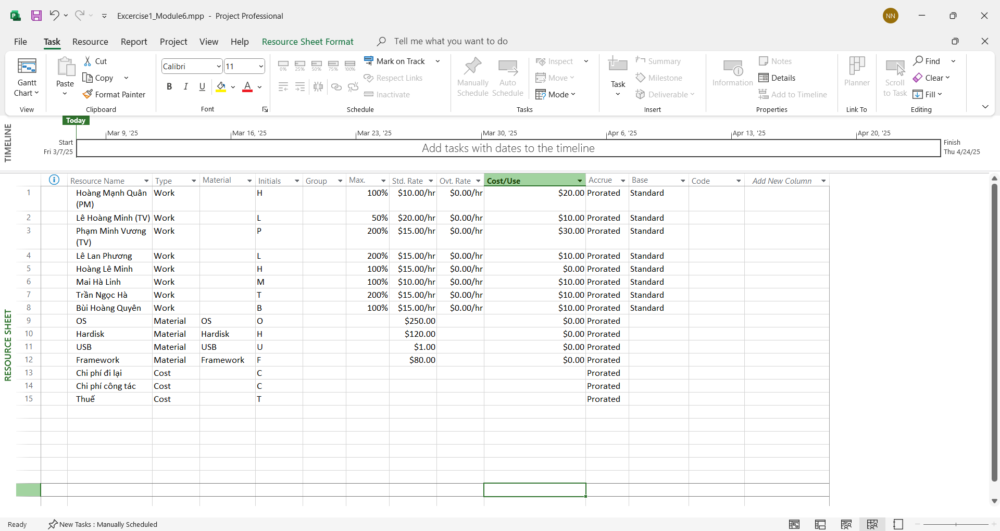 Excercise1_Module6.mpp - Project Professional
NN
File Task Resource Report Project View Help Resource Sheet Format Tell me what you want to do
Gantt Chart
View
Paste
Cut
Copy
Format Painter
Clipboard
Calibri 11
B I U A
Font
0% 25% 50% 75% 100%
Mark on Track
Respect Links
Inactivate
Schedule
Manually Schedule
Auto Schedule
Inspect
Move
Mode
Tasks
Task
Summary
Milestone
Deliverable
Insert
Information
Notes
Details
Add to Timeline
Properties
Planner
Link To
Scroll to Task
Find
Clear
Fill
Editing
TIMELINE
Today
Mar 9, '25 Mar 16, '25 Mar 23, '25 Mar 30, '25 Apr 6, '25 Apr 13, '25 Apr 20, '25
Start
Fri 3/7/25
Add tasks with dates to the timeline
Finish
Thu 4/24/25
RESOURCE SHEET
Resource Name Type Material Initials Group Max. Std. Rate Ovt. Rate Cost/Use Accrue Base Code Add New Column
1 Hoàng Mạnh Quân (PM) Work H 100% $10.00/hr $0.00/hr $20.00 Prorated Standard
2 Lê Hoàng Minh (TV) Work L 50% $20.00/hr $0.00/hr $10.00 Prorated Standard
3 Phạm Minh Vương (TV) Work P 200% $15.00/hr $0.00/hr $30.00 Prorated Standard
4 Lê Lan Phương Work L 200% $15.00/hr $0.00/hr $10.00 Prorated Standard
5 Hoàng Lê Minh Work H 100% $15.00/hr $0.00/hr $0.00 Prorated Standard
6 Mai Hà Linh Work M 100% $10.00/hr $0.00/hr $10.00 Prorated Standard
7 Trần Ngọc Hà Work T 200% $15.00/hr $0.00/hr $10.00 Prorated Standard
8 Bùi Hoàng Quyên Work B 100% $15.00/hr $0.00/hr $10.00 Prorated Standard
9 OS Material OS O $250.00 $0.00 Prorated
10 Hardisk Material Hardisk H $120.00 $0.00 Prorated
11 USB Material USB U $1.00 $0.00 Prorated
12 Framework Material Framework F $80.00 $0.00 Prorated
13 Chi phí đi lại Cost C Prorated
14 Chi phí công tác Cost C Prorated
15 Thuế Cost T Prorated
Ready New Tasks : Manually Scheduled